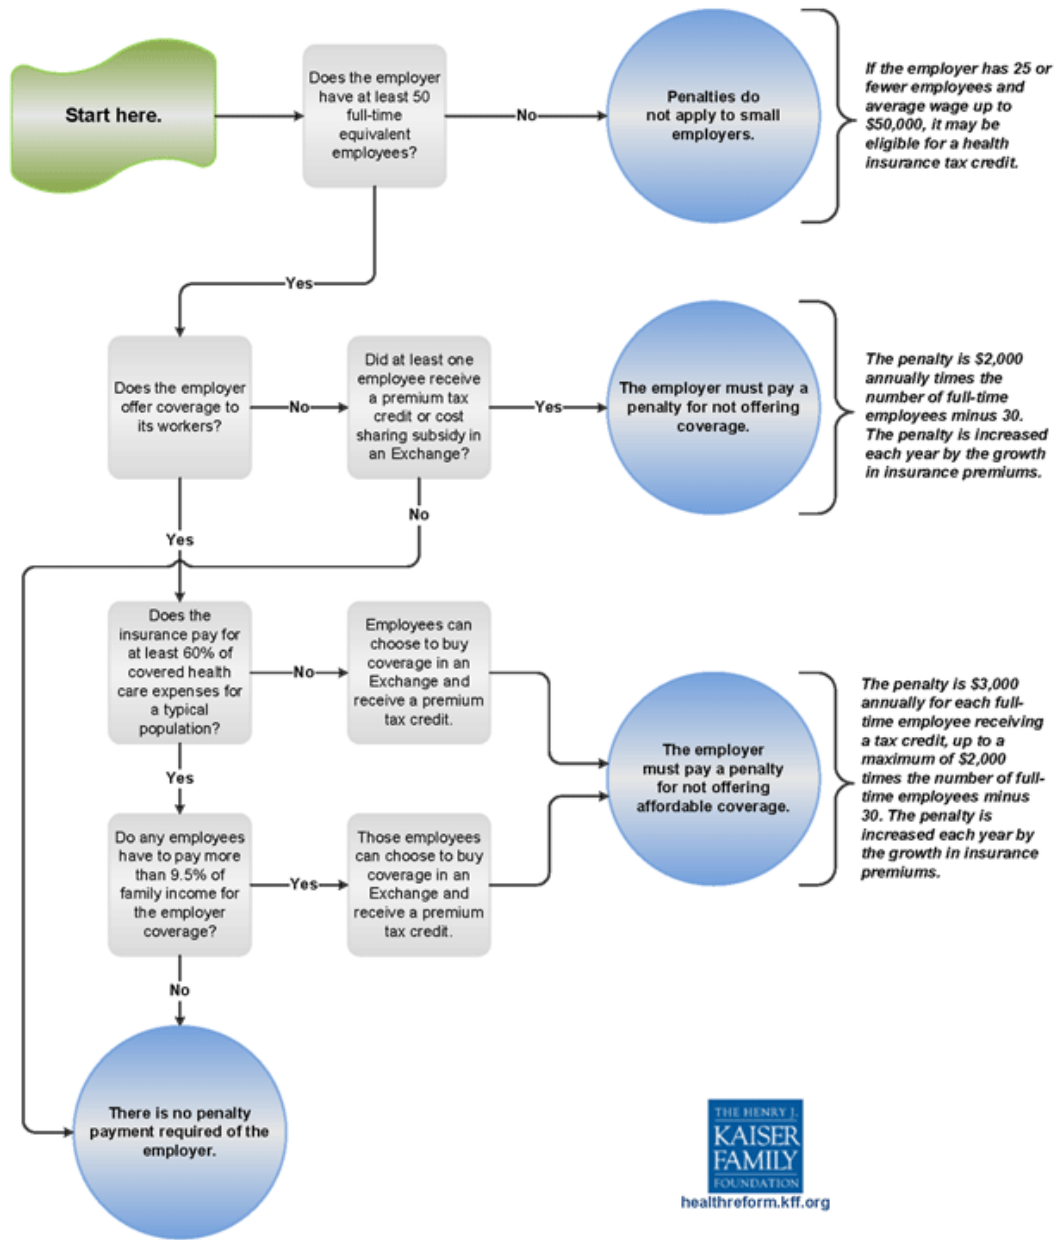 Start here.
Does the employer
have at least 50
full-time
equivalent
employees?
No
Penalties do
not apply to small
employers.
If the employer has 25 or
fewer employees and
average wage up to
$50,000, it may be
eligible for a health
insurance tax credit.
Yes
Does the employer
offer coverage to
its workers?
No
Did at least one
employee receive
a premium tax
credit or cost
sharing subsidy in
an Exchange?
Yes
The employer must pay a
penalty for not offering
coverage.
The penalty is $2,000
annually times the
number of full-time
employees minus 30.
The penalty is increased
each year by the growth
in insurance premiums.
No
Yes
Does the
insurance pay for
at least 60% of
covered health
care expenses for
a typical
population?
No
Employees can
choose to buy
coverage in an
Exchange and
receive a premium
tax credit.
The employer
must pay a penalty
for not offering
affordable coverage.
The penalty is $3,000
annually for each full-
time employee receiving
a tax credit, up to a
maximum of $2,000
times the number of full-
time employees minus
30. The penalty is
increased each year by
the growth in insurance
premiums.
Yes
Do any employees
have to pay more
than 9.5% of
family income for
the employer
coverage?
Yes
Those employees
can choose to buy
coverage in an
Exchange and
receive a premium
tax credit.
No
There is no penalty
payment required of the
employer.
THE HENRY J.
KAISER
FAMILY
FOUNDATION
healthreform.kff.org